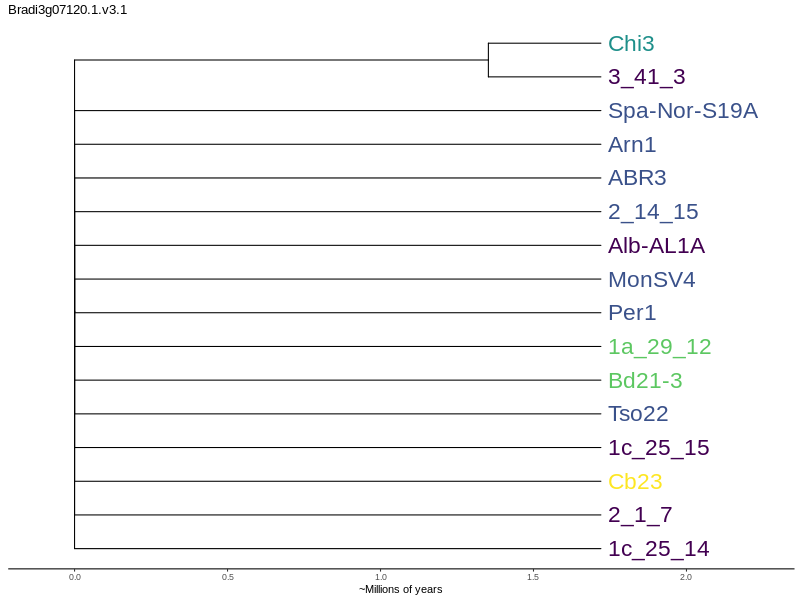 Bradi3g07120.1.v3.1
Chi3
3_41_3
Spa-Nor-S19A
Arn1
ABR3
2_14_15
Alb-AL1A
MonSV4
Per1
1a_29_12
Bd21-3
Tso22
1c_25_15
Cb23
2_1_7
1c_25_14
0.0 0.5 1.0 1.5 2.0
~Millions of years